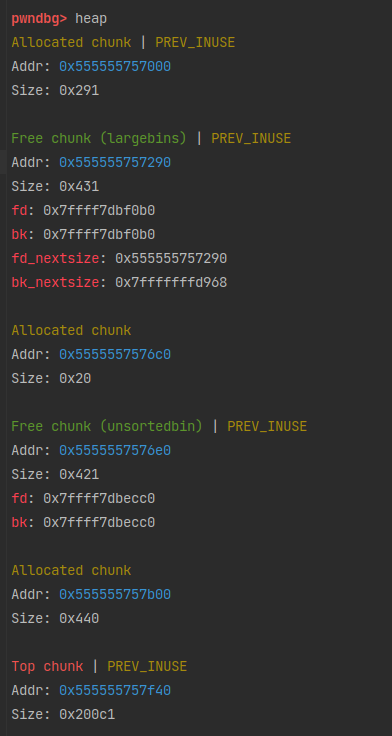 pwndbg> heap
Allocated chunk | PREV_INUSE
Addr: 0x555555757000
Size: 0x291
Free chunk (largebins) | PREV_INUSE
Addr: 0x555555757290
Size: 0x431
fd: 0x7ffff7dbf0b0
bk: 0x7ffff7dbf0b0
fd_nextsize: 0x555555757290
bk_nextsize: 0x7fffffffd968
Allocated chunk
Addr: 0x5555557576c0
Size: 0x20
Free chunk (unsortedbin) | PREV_INUSE
Addr: 0x5555557576e0
Size: 0x421
fd: 0x7ffff7dbecc0
bk: 0x7ffff7dbecc0
Allocated chunk
Addr: 0x555555757b00
Size: 0x440
Top chunk | PREV_INUSE
Addr: 0x555555757f40
Size: 0x200c1